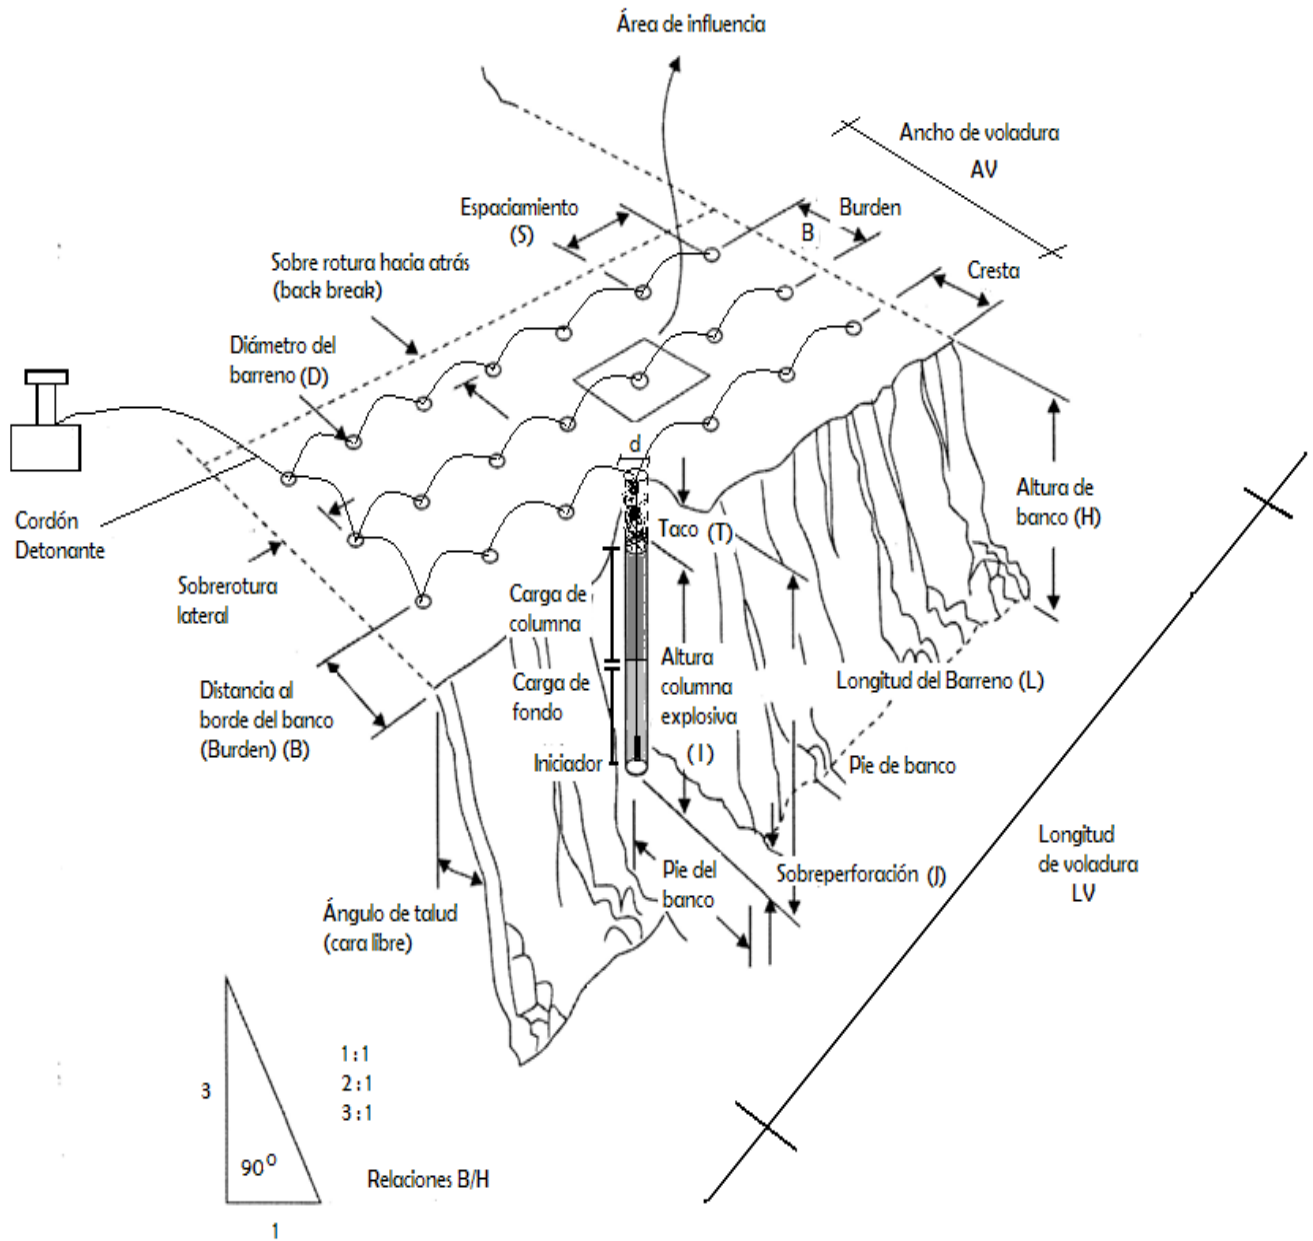 Área de influencia
Ancho de voladura
AV
Espaciamiento
(S)
Burden
B
Cresta
Sobre rotura hacia atrás
(back break)
Diámetro del
barreno (D)
d
Altura de
banco (H)
Cordón
Detonante
Taco (T)
Sobrerotura
lateral
Carga de
columna
Altura
columna
explosiva
(I)
Longitud del Barreno (L)
Carga de
fondo
Distancia al
borde del banco
(Burden) (B)
Iniciador
Pie de banco
Longitud
de voladura
LV
Pie del
banco
Sobreperforación (J)
Ángulo de talud
(cara libre)
3
1 : 1
2 : 1
3 : 1
90°
Relaciones B/H
1